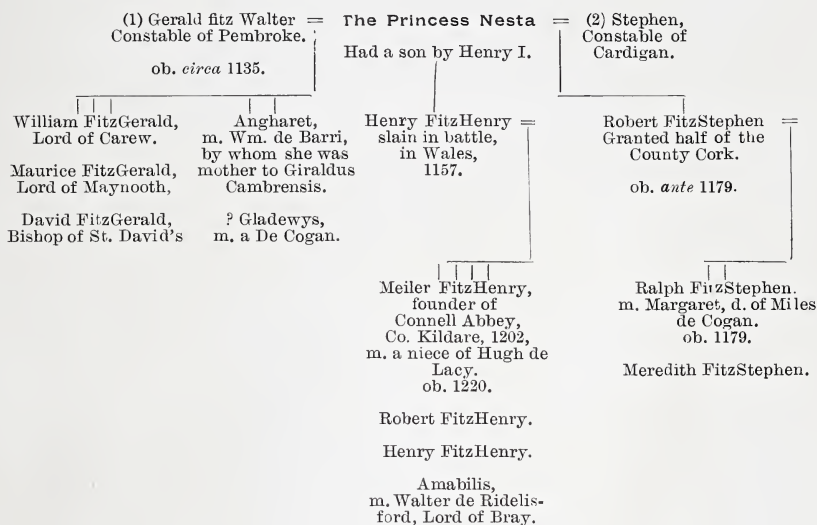 (1) Gerald fitz Walter = The Princess Nesta = (2) Stephen,
Constable of Pembroke.
Constable of
Cardigan.
Had a son by Henry I.
ob. circa 1135.
William FitzGerald,
Lord of Carew.
Maurice FitzGerald,
Lord of Maynooth,
David FitzGerald,
Bishop of St. David's
Angharet,
m. Wm. de Barri,
by whom she was
mother to Giraldus
Cambrensis.
? Gladewys,
m. a De Cogan.
Henry FitzHenry =
slain in battle,
in Wales,
1157.
Robert FitzStephen =
Granted half of the
County Cork.
ob. ante 1179.
Meiler FitzHenry,
founder of
Connell Abbey,
Co. Kildare, 1202,
m. a niece of Hugh de
Lacy.
ob. 1220.
Robert FitzHenry.
Henry FitzHenry.
Amabilis,
m. Walter de Ridelis-
ford, Lord of Bray.
Ralph FitzStephen.
m. Margaret, d. of Miles
de Cogan.
ob. 1179.
Meredith FitzStephen.